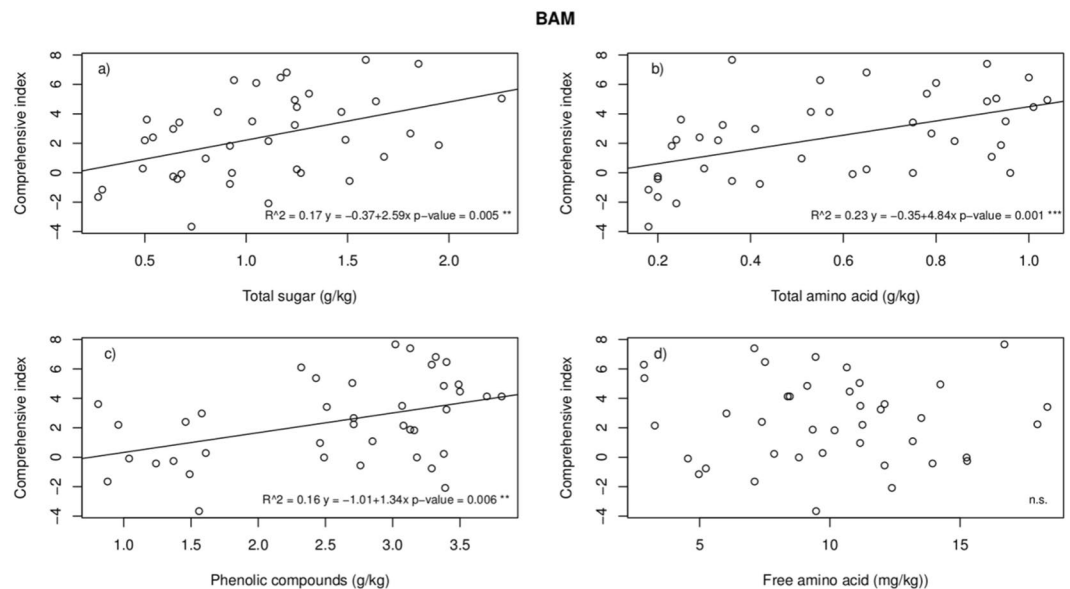 BAM
a)
Comprehensive index
8
6
4
2
0
−2
−4
R^2 = 0.17 y = −0.37+2.59x p−value = 0.005 **
0.5 1.0 1.5 2.0
Total sugar (g/kg)
b)
Comprehensive index
8
6
4
2
0
−2
−4
R^2 = 0.23 y = −0.35+4.84x p−value = 0.001 ***
0.2 0.4 0.6 0.8 1.0
Total amino acid (g/kg)
c)
Comprehensive index
8
6
4
2
0
−2
−4
R^2 = 0.16 y = −1.01+1.34x p−value = 0.006 **
1.0 1.5 2.0 2.5 3.0 3.5
Phenolic compounds (g/kg)
d)
Comprehensive index
8
6
4
2
0
−2
−4
n.s.
5 10 15
Free amino acid (mg/kg))